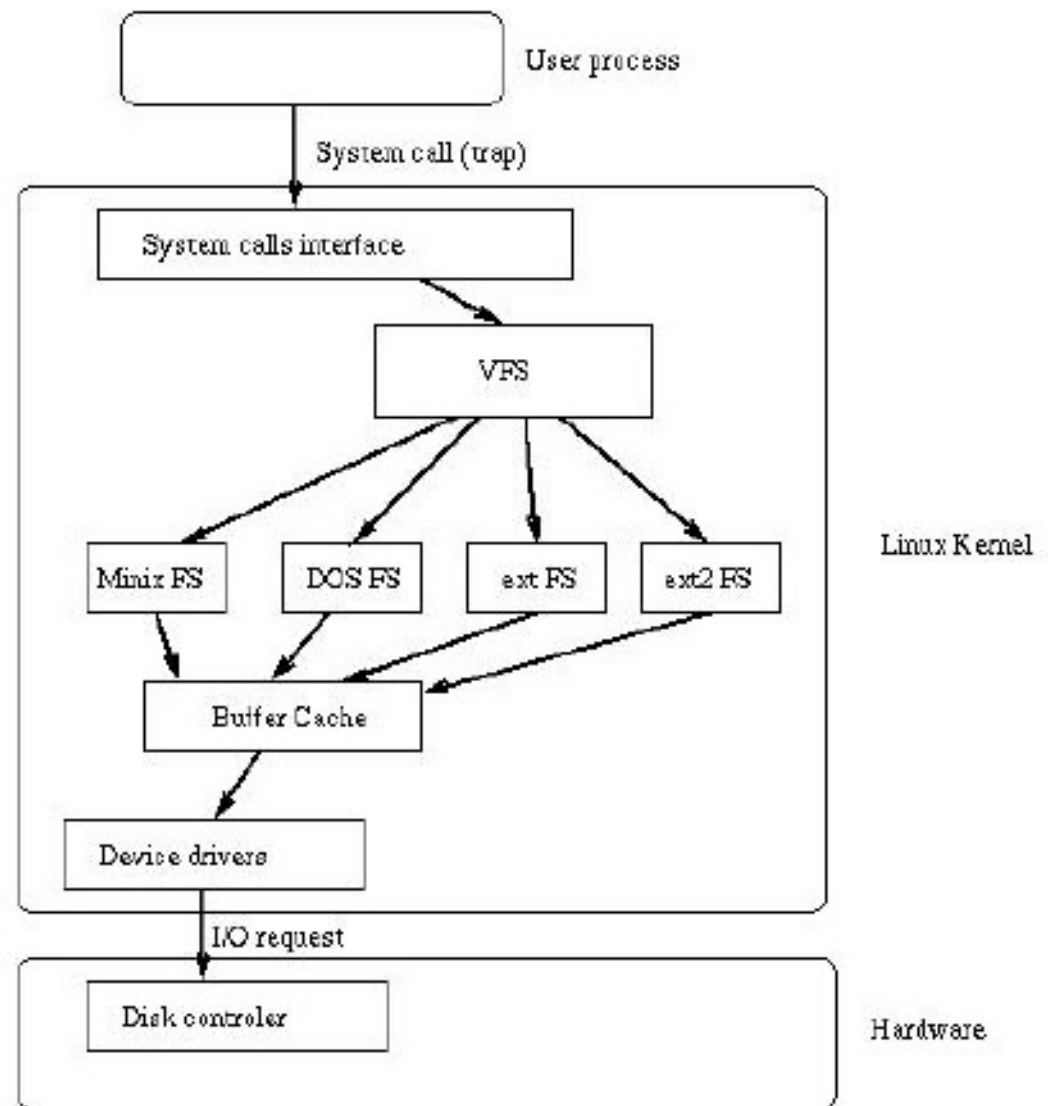 User process
System call (trap)
System calls interface
VFS
Linux Kernel
Minix FS
DOS FS
ext FS
ext2 FS
Buffer Cache
Device drivers
I/O request
Disk controler
Hardware